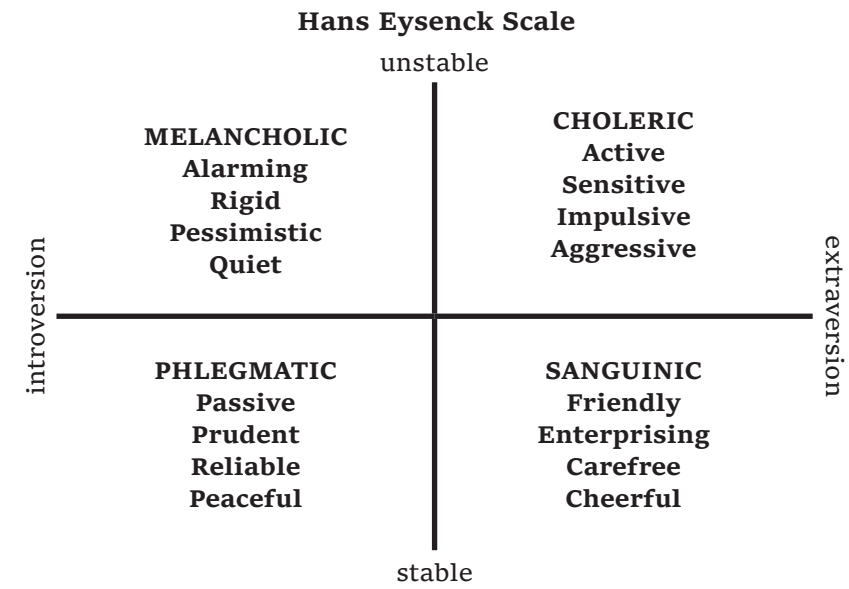 Hans Eysenck Scale
unstable
MELANCHOLIC
Alarming
Rigid
Pessimistic
Quiet
CHOLERIC
Active
Sensitive
Impulsive
Aggressive
introversion
extraversion
PHLEGMATIC
Passive
Prudent
Reliable
Peaceful
SANGUINIC
Friendly
Enterprising
Carefree
Cheerful
stable